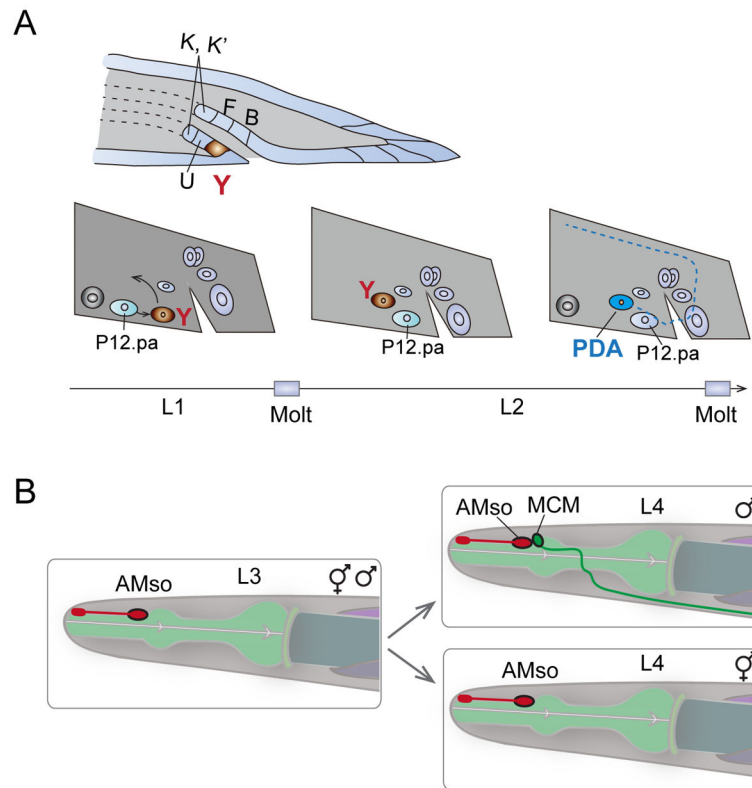 A
K, K'
F
B
U
Y
Y
P12.pa
Y
P12.pa
PDA
P12.pa
L1
Molt
L2
Molt
B
AMso L3 ⚥ ♂
AMso MCM L4 ♂
AMso L4 ⚥